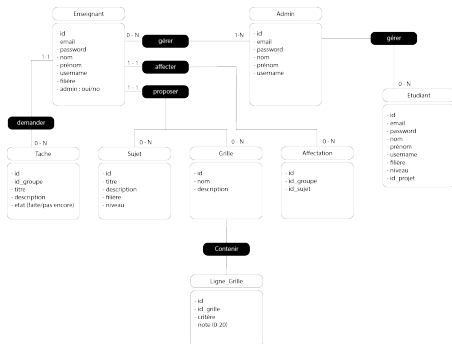 Enseignant
- id
- email
- password
- nom
- prénom
- username
- filière
- admin : oui/no
0 - N
gérer
1-N
1 - 1
affecter
1 - 1
proposer
1-1
demander
0 - N
Admin
- id
- email
- password
- nom
- prénom
- username
gérer
0 - N
Etudiant
- id
- email
- password
- nom
- prénom
- username
- filière
- niveau
- id_projet
Tache
- id
- id_groupe
- titre
- description
- etat (faite/pas encore)
0 - N
Sujet
- id
- titre
- description
- filière
- niveau
0 - N
Grille
- id
- nom
- description
0 - N
Affectation
- id
- id_groupe
- id_sujet
Contenir
Ligne_Grille
- id
- id_grille
- critère
- note (0-20)